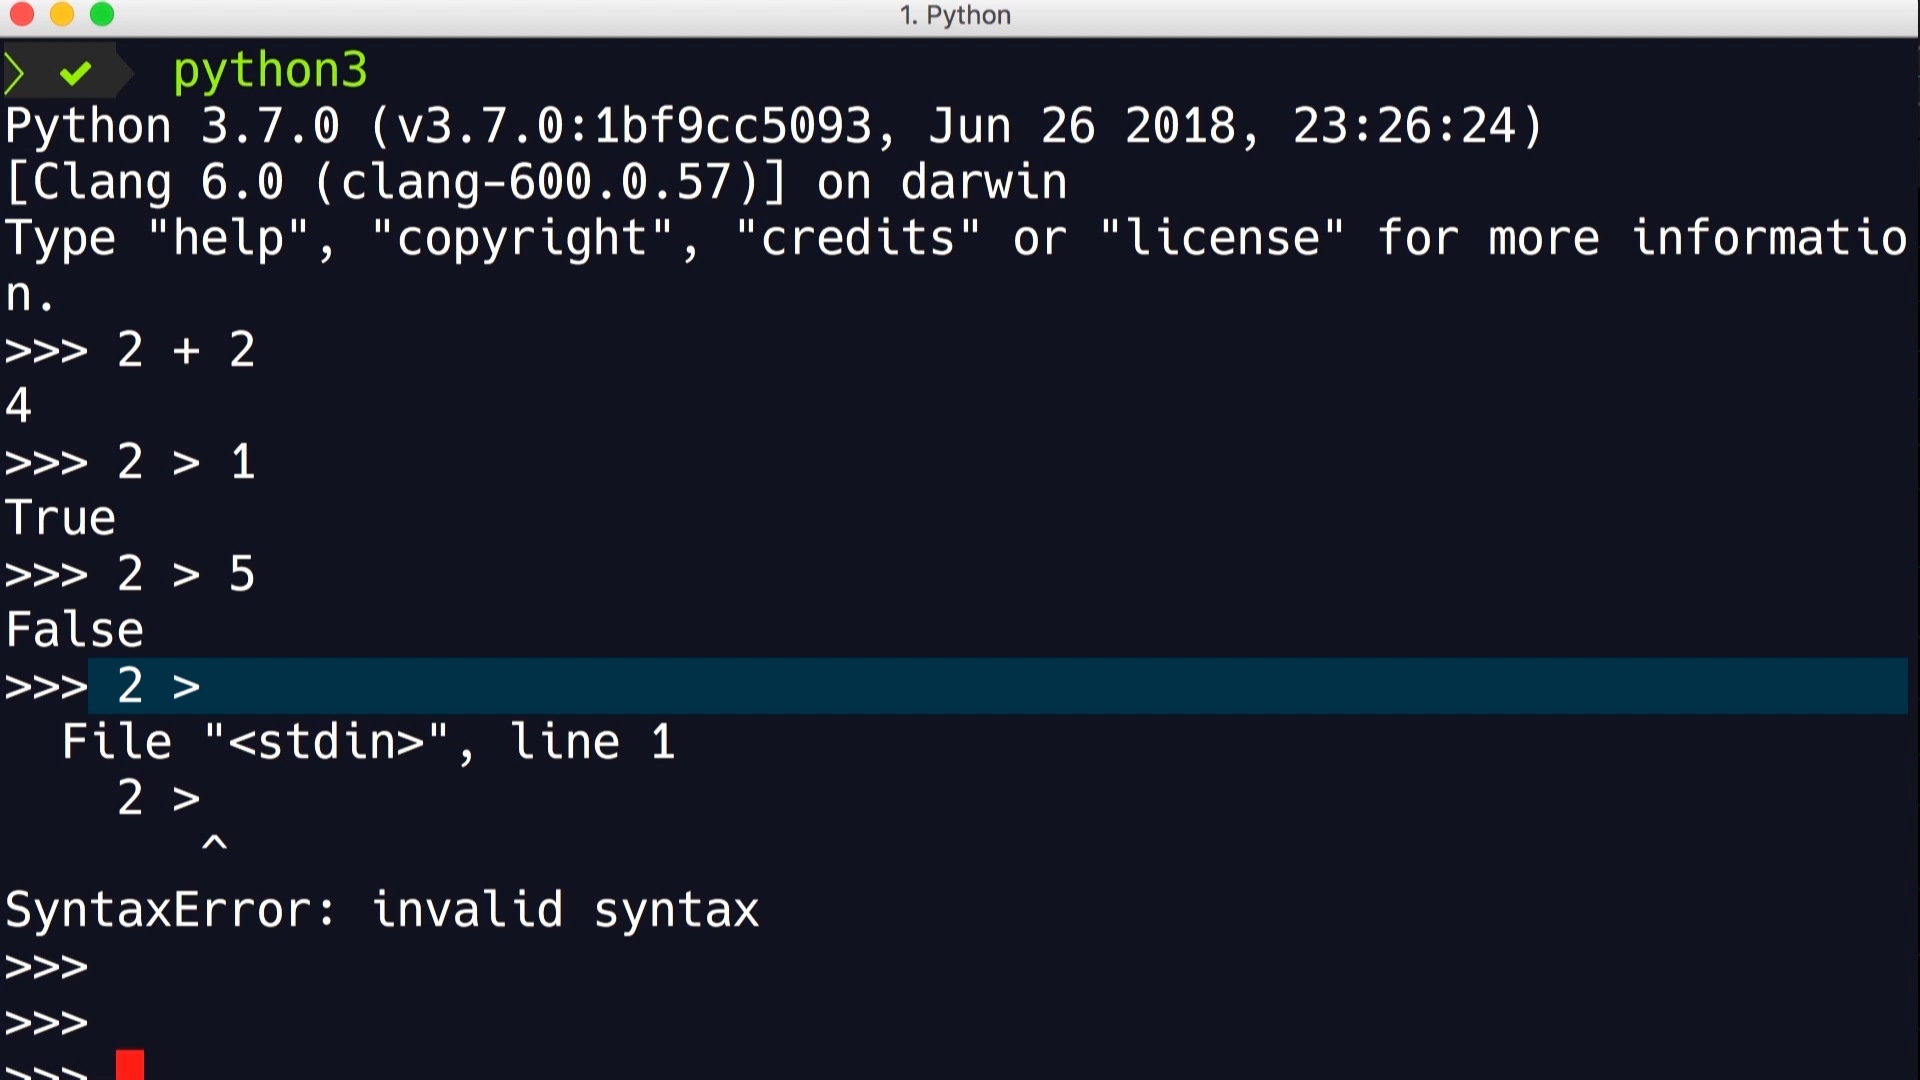 1. Python
python3
Python 3.7.0 (v3.7.0:1bf9cc5093, Jun 26 2018, 23:26:24)
[Clang 6.0 (clang-600.0.57)] on darwin
Type "help", "copyright", "credits" or "license" for more informatio
n.
>>> 2 + 2
4
>>> 2 > 1
True
>>> 2 > 5
False
>>> 2 >
  File "<stdin>", line 1
    2 >
       ^
SyntaxError: invalid syntax
>>>
>>>
>>>